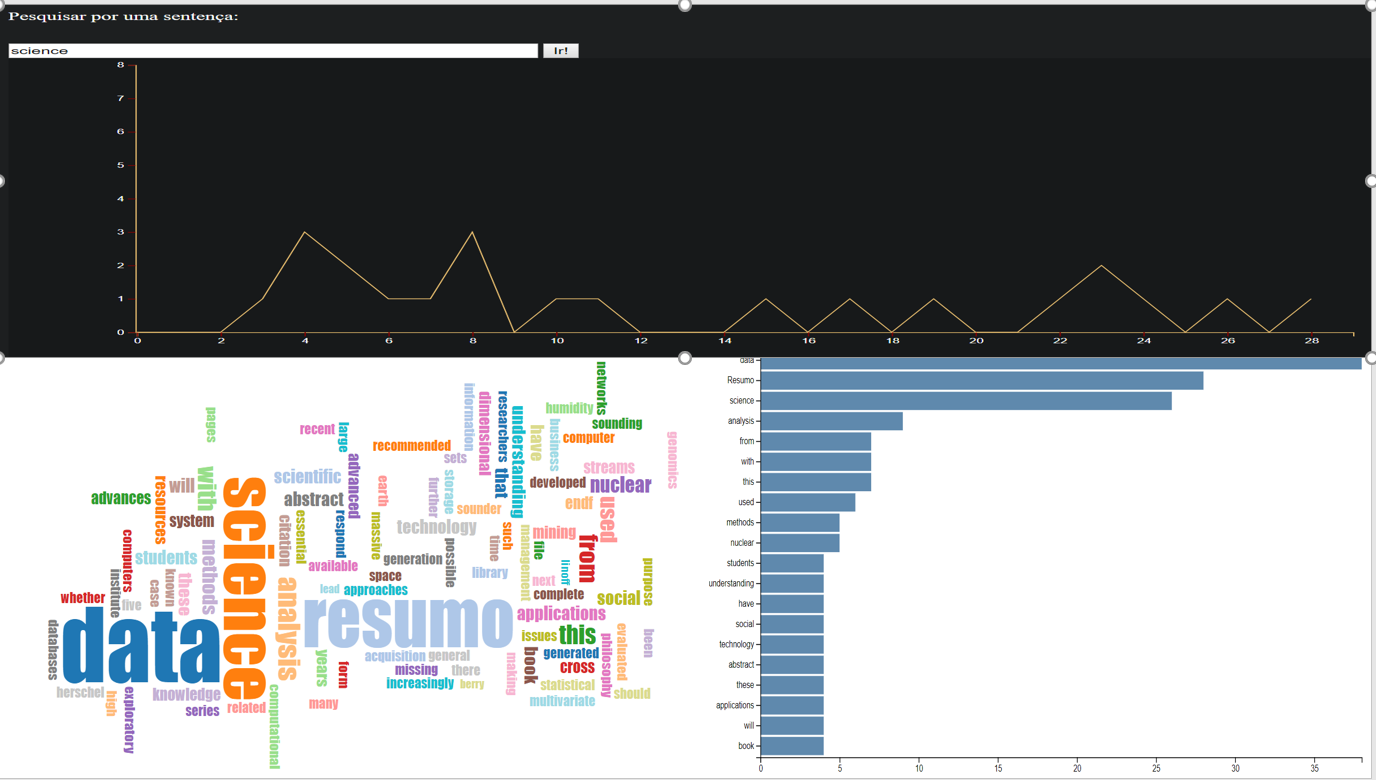 Pesquisar por uma sentença:
science
Ir!
8
7
6
5
4
3
2
1
0
0 2 4 6 8 10 12 14 16 18 20 22 24 26 28
networks
pages
recent
large
recommended
information
dimensional
researchers
understanding
humidity
sounding
have
business
computer
genomics
sets
scientific
advanced
earth
further
storage
that
developed
streams
nuclear
advances
resources
will
with
science
abstract
sounder
endf
used
system
citation
essential
respond
massive
technology
time
such
management
mining
from
computers
students
methods
available
generation
possible
file
space
library
linoff
purpose
institute
case
known
these
analysis
lead
approaches
next
complete
social
whether
five
data
resumo
applications
databases
issues
this
philosophy
evaluated
been
acquisition
general
generated
years
form
missing
there
making
book
cross
herschel
high
exploratory
knowledge
increasingly
berry
statistical
should
series
related
computational
many
multivariate
data
Resumo
science
analysis
from
with
this
used
methods
nuclear
students
understanding
have
social
technology
abstract
these
applications
will
book
0 5 10 15 20 25 30 35